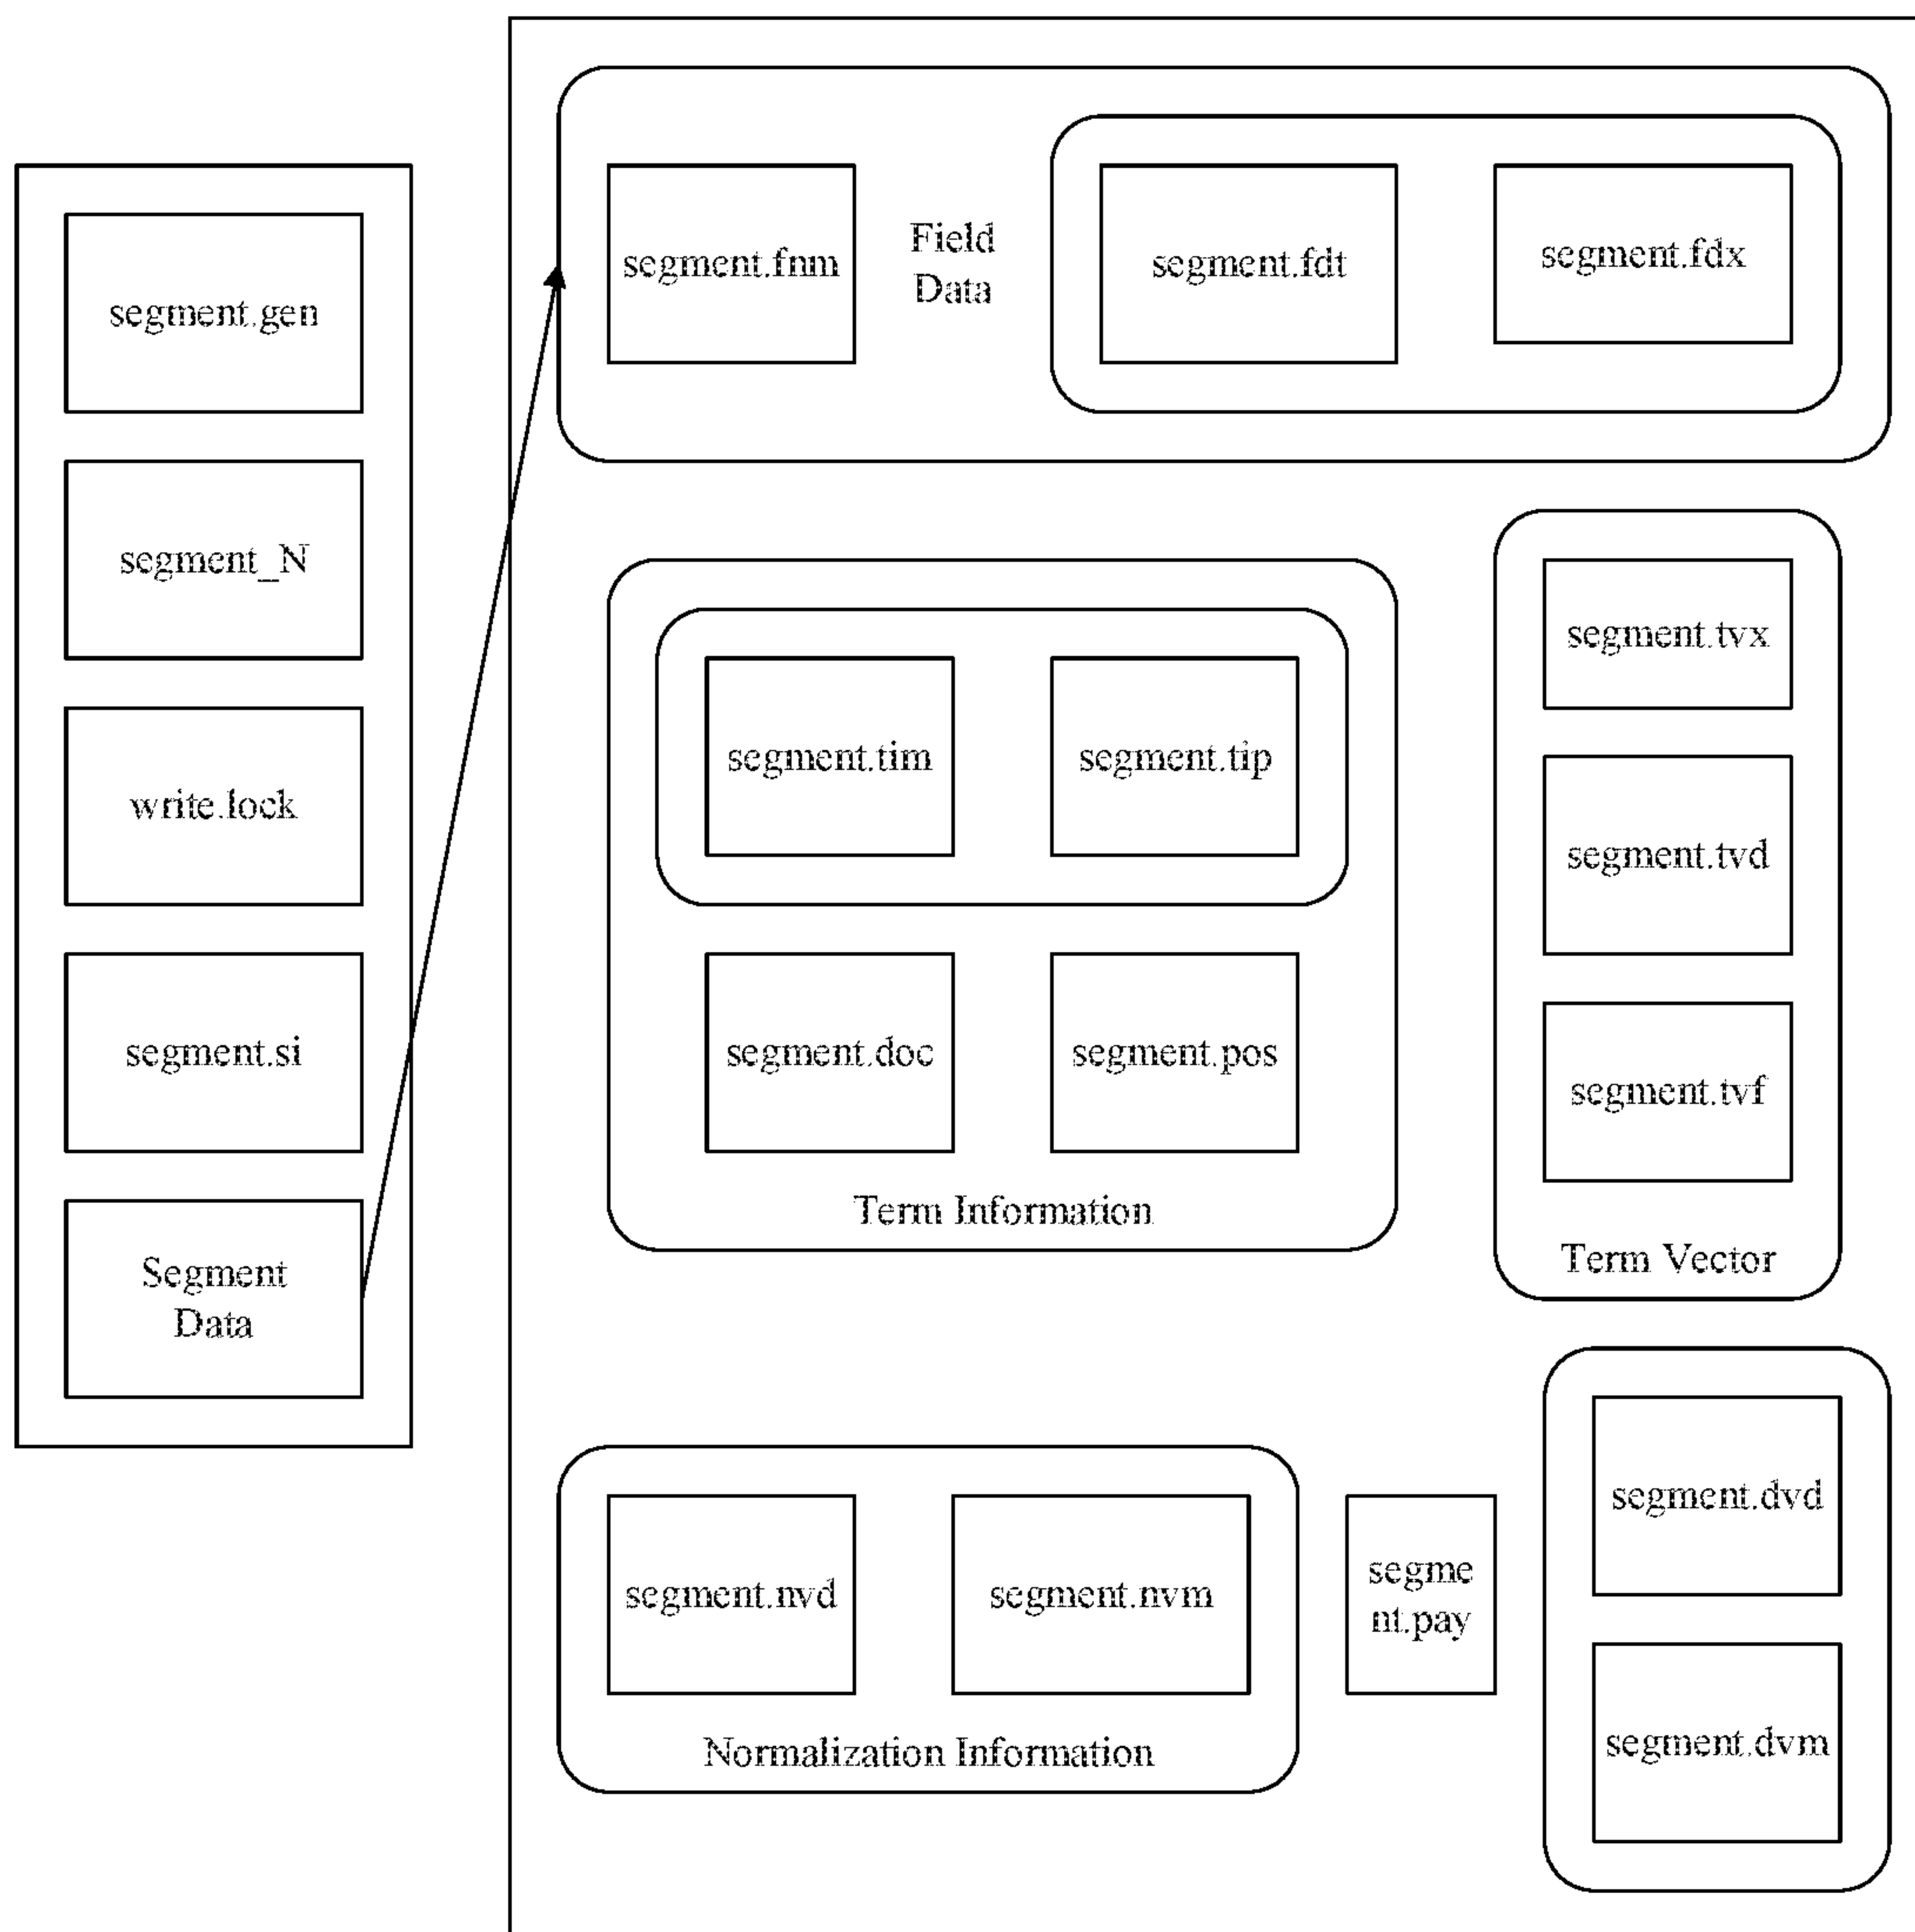 segment.gen
segment_N
write.lock
segment.si
Segment
Data
segment.fnm
Field
Data
segment.fdt
segment.fdx
segment.tim
segment.tip
segment.doc
segment.pos
Term Information
segment.tvx
segment.tvd
segment.tvf
Term Vector
segment.nvd
segment.nvm
Normalization Information
segme
nt.pay
segment.dvd
segment.dvm